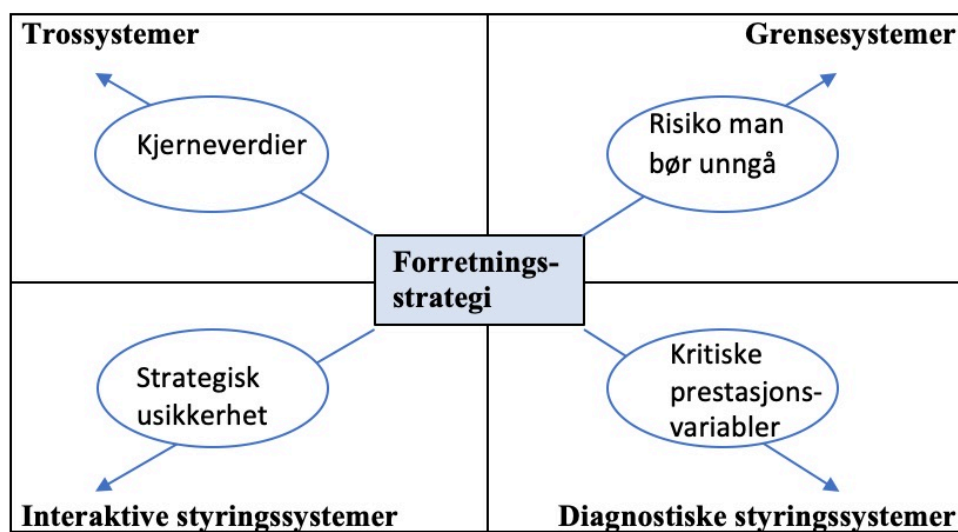 Trossystemer
Grensesystemer
Kjerneverdier
Risiko man
bør unngå
Forretnings-
strategi
Strategisk
usikkerhet
Kritiske
prestasjons-
variabler
Interaktive styringssystemer
Diagnostiske styringssystemer